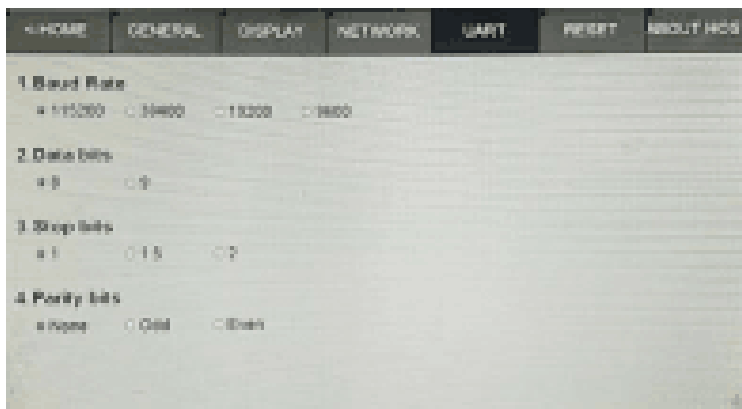 <HOME GENERAL DISPLAY NETWORK UART RESET ABOUT HOS
1.Baud Rate
115200 38400 19200 9600
2.Data bits
8 9
3.Stop bits
1 1.5 2
4.Parity bits
None Odd Even